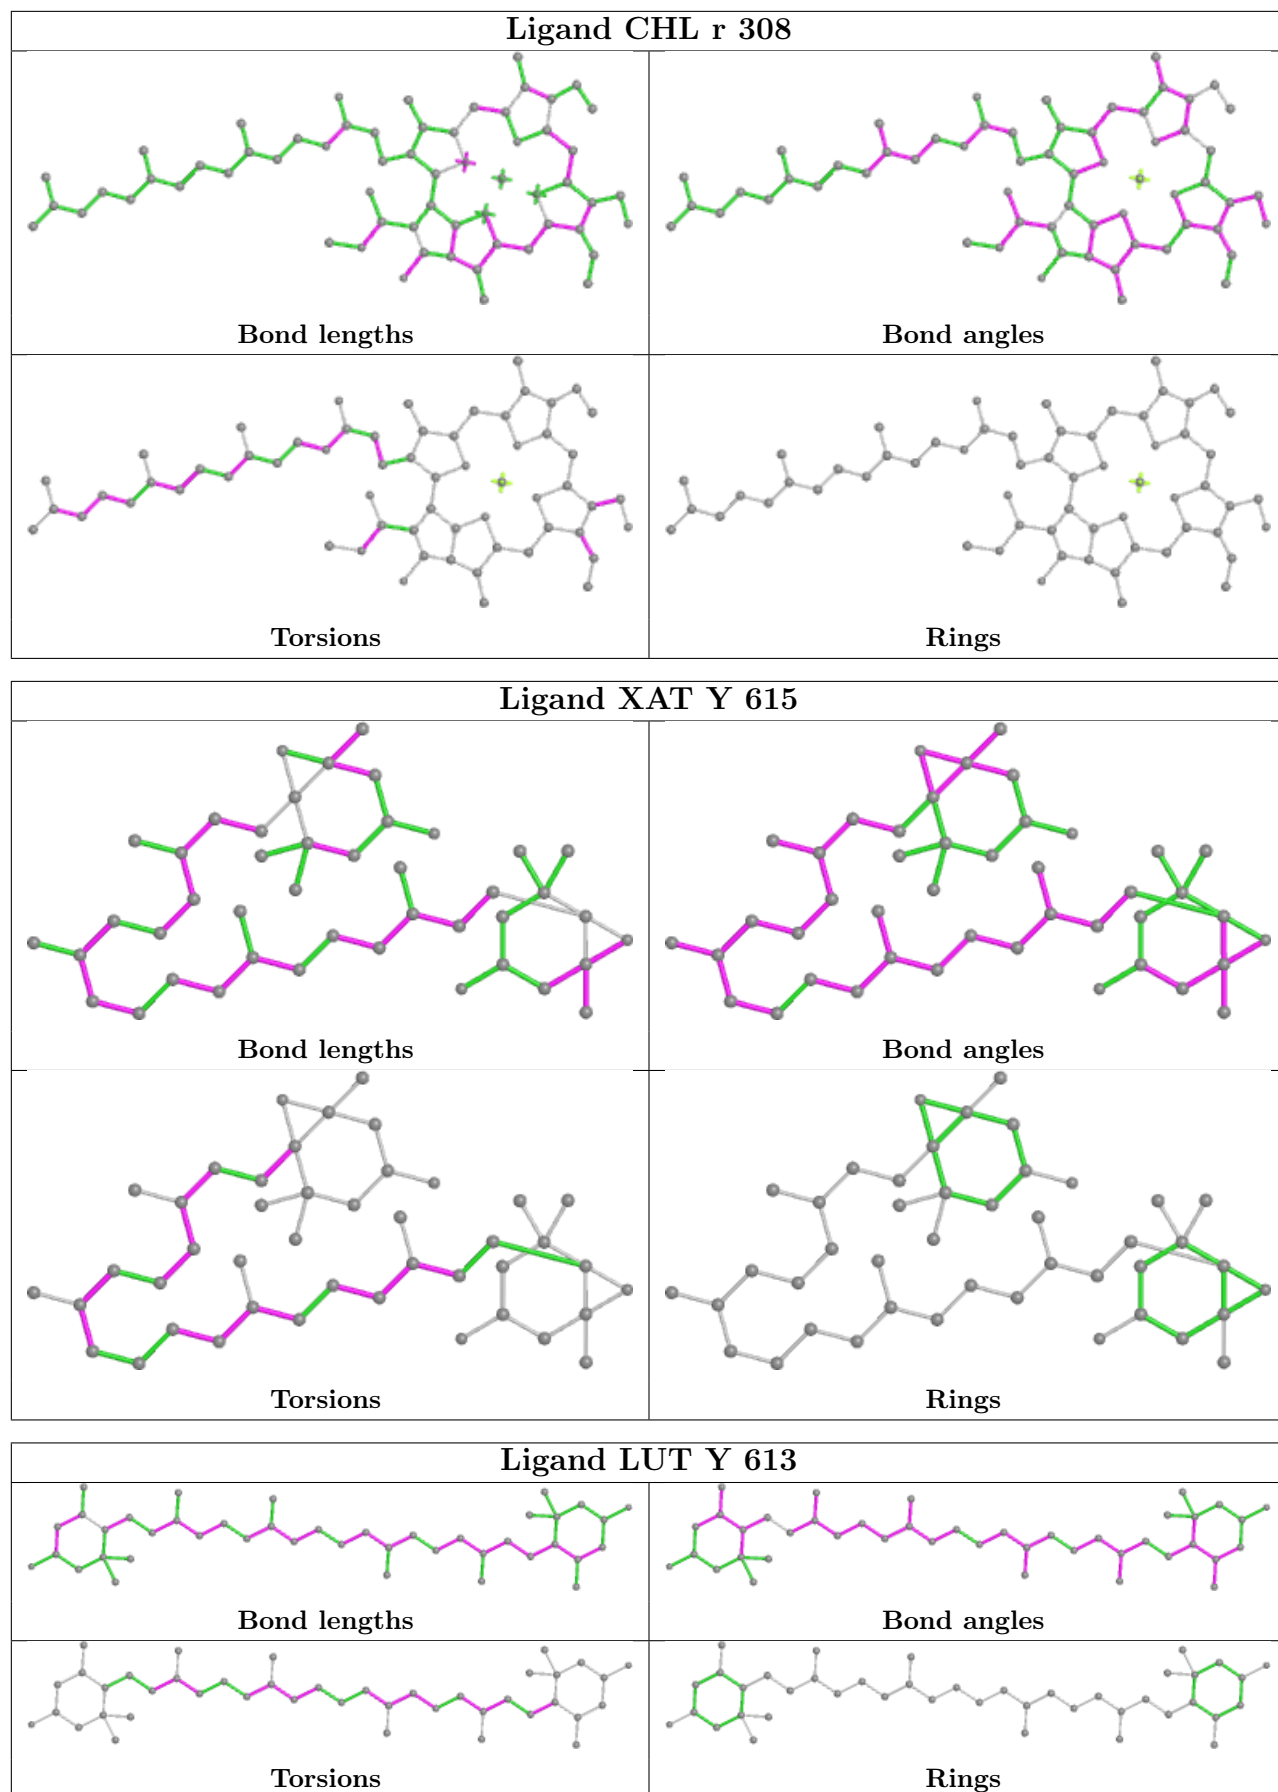 Ligand CHL r 308
Bond lengths
Bond angles
Torsions
Rings
Ligand XAT Y 615
Bond lengths
Bond angles
Torsions
Rings
Ligand LUT Y 613
Bond lengths
Bond angles
Torsions
Rings